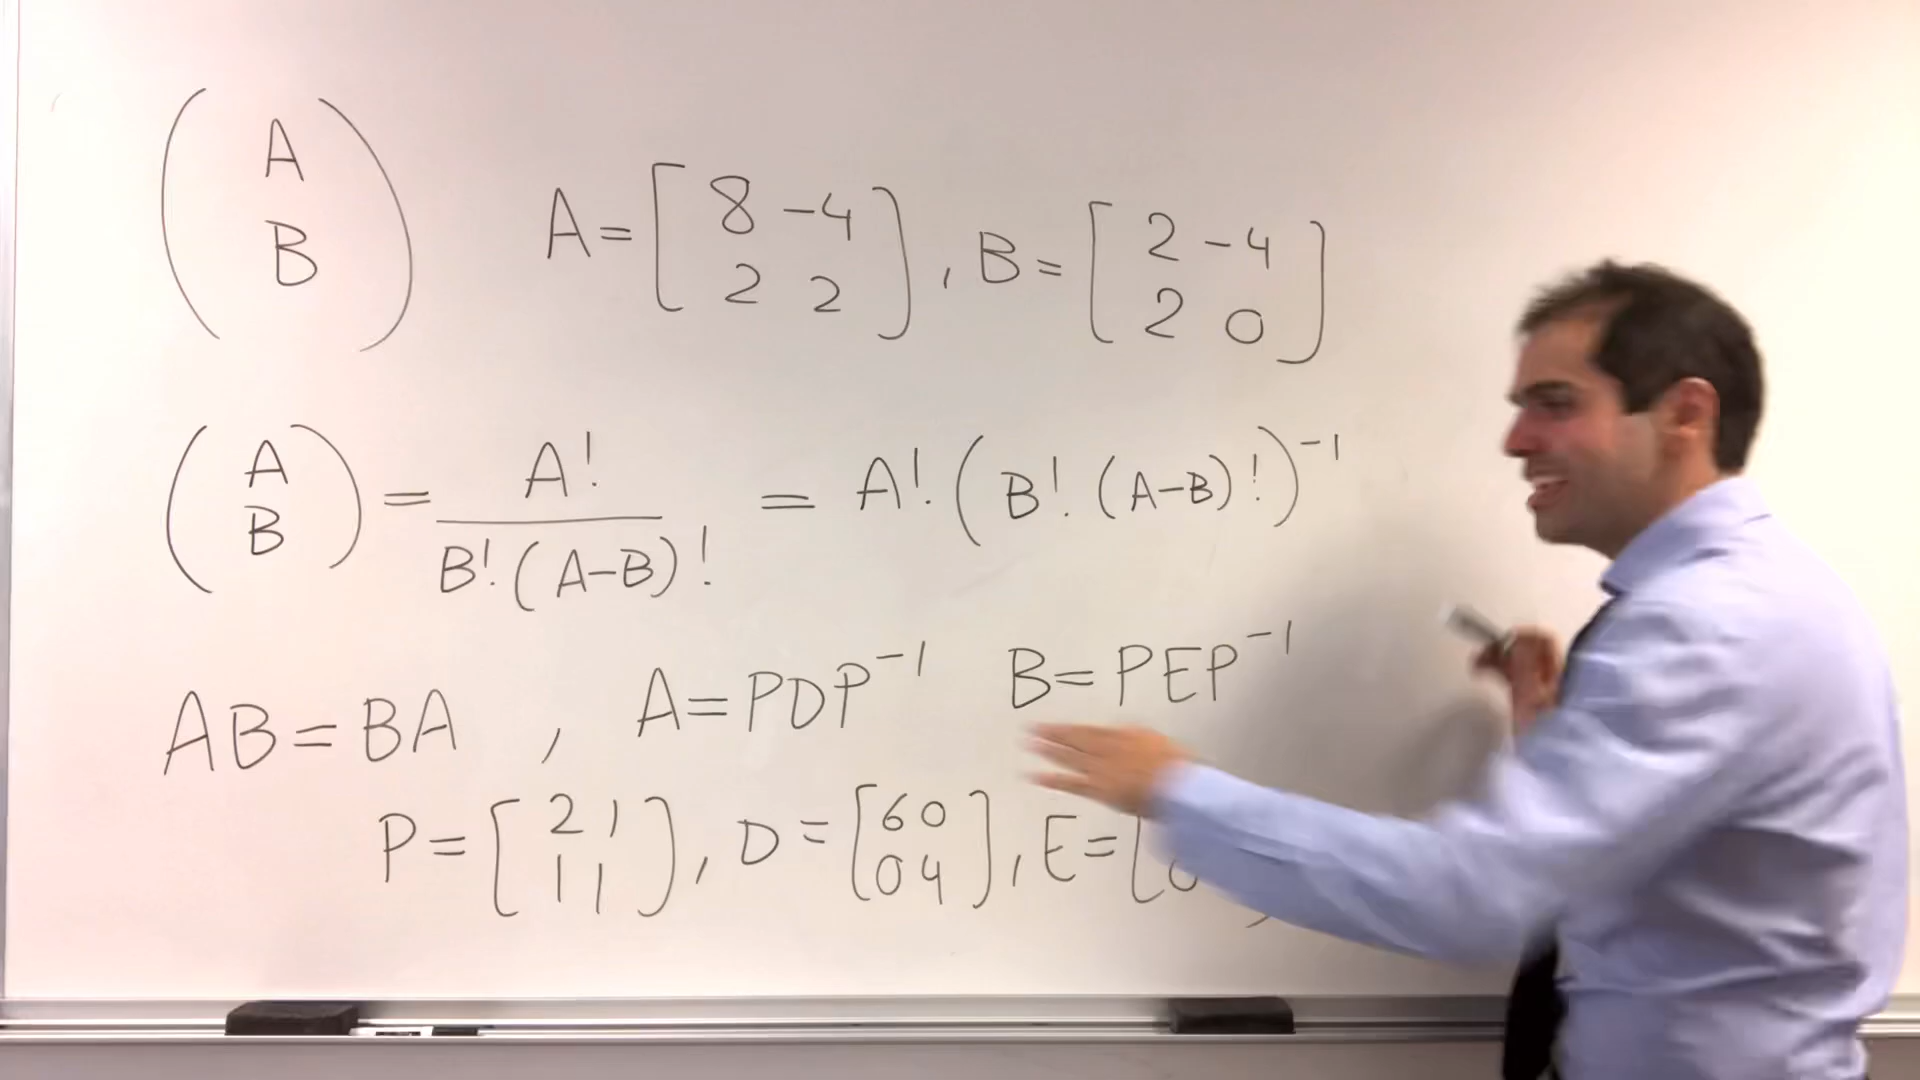 ( A
B ) A = [ 8 -4
2 2 ] , B = [ 2 -4
2 0 ]
( A
B ) = A! / B! (A-B)! = A! ( B! (A-B)! )^-1
AB = BA , A = PDP^-1 B = PEP^-1
P = [ 2 1
1 1 ] , D = [ 6 0
0 4 ] , E = [
0